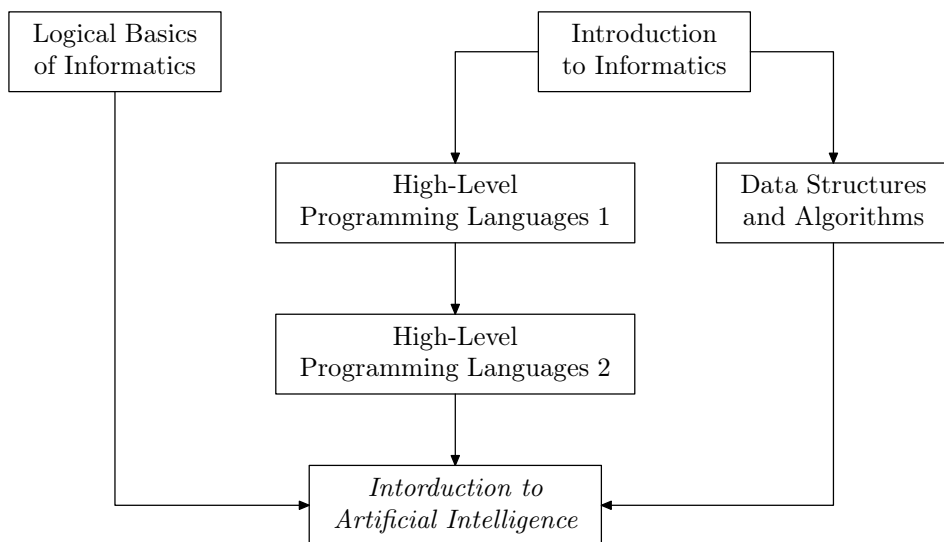 Logical Basics
of Informatics
Introduction
to Informatics
High-Level
Programming Languages 1
Data Structures
and Algorithms
High-Level
Programming Languages 2
Intorduction to
Artificial Intelligence